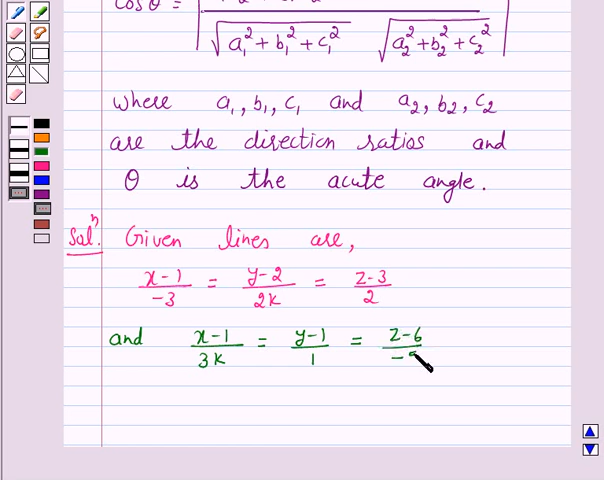 cos θ =
√a₁² + b₁² + c₁² √a₂² + b₂² + c₂²
where a₁, b₁, c₁ and a₂, b₂, c₂
are the direction ratios and
θ is the acute angle.
Solⁿ. Given lines are,
x-1/-3 = y-2/2k = z-3/2
and x-1/3k = y-1/1 = z-6/-